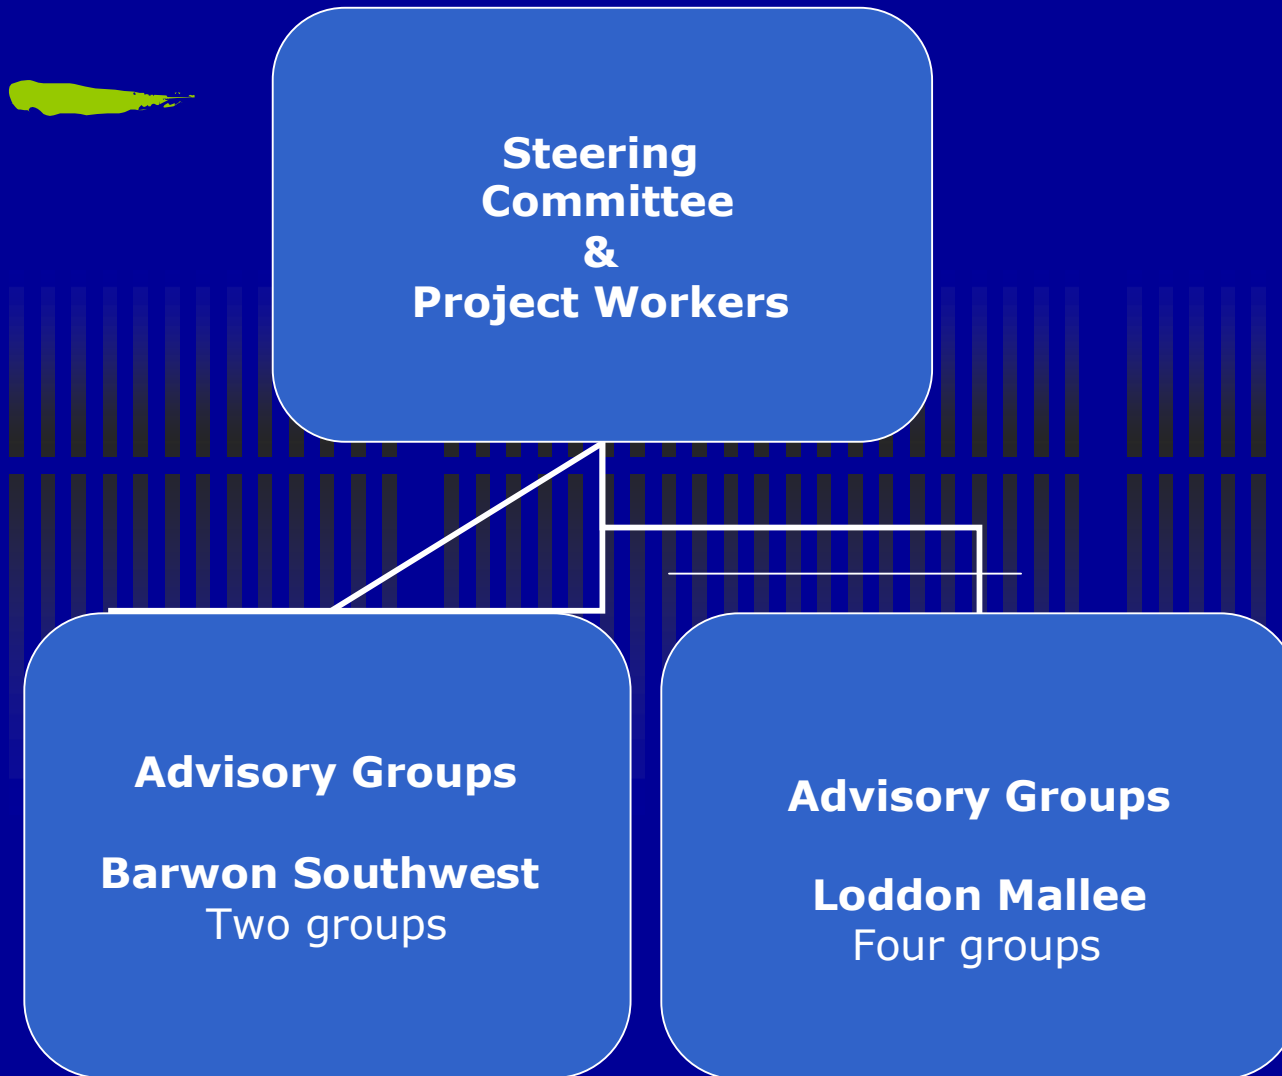 Steering
Committee
&
Project Workers
Advisory Groups
Barwon Southwest
Two groups
Advisory Groups
Loddon Mallee
Four groups